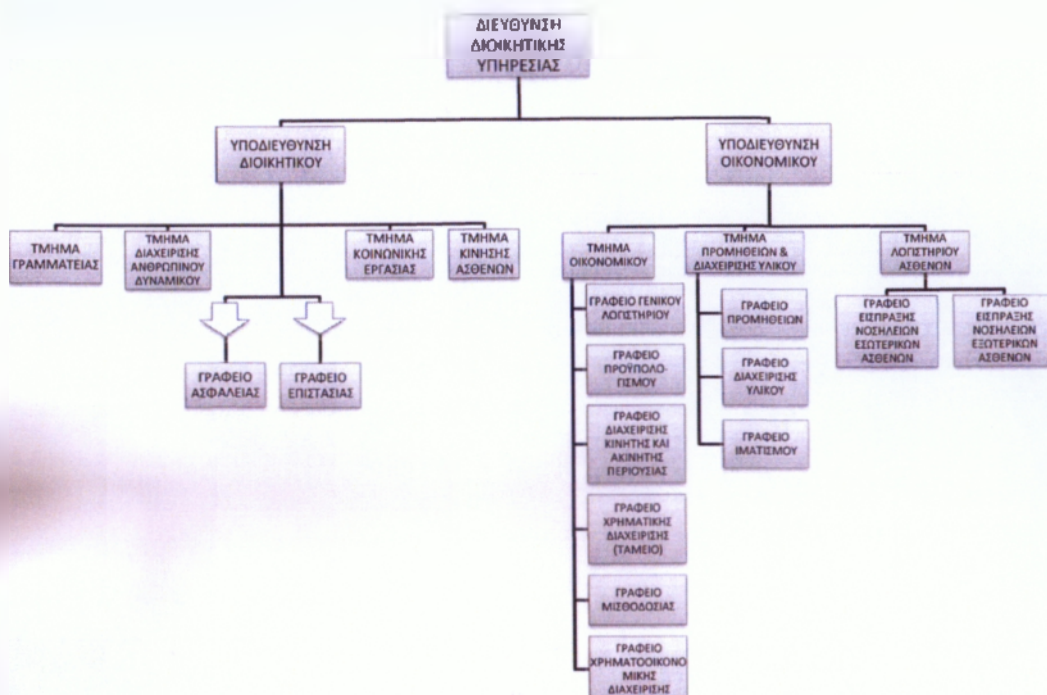 ΔΙΕΥΘΥΝΣΗ
ΔΙΟΙΚΗΤΙΚΗΣ
ΥΠΗΡΕΣΙΑΣ
ΥΠΟΔΙΕΥΘΥΝΣΗ
ΔΙΟΙΚΗΤΙΚΟΥ
ΥΠΟΔΙΕΥΘΥΝΣΗ
ΟΙΚΟΝΟΜΙΚΟΥ
ΤΜΗΜΑ
ΓΡΑΜΜΑΤΕΙΑΣ
ΤΜΗΜΑ
ΔΙΑΧΕΙΡΙΣΗΣ
ΑΝΘΡΩΠΙΝΟΥ
ΔΥΝΑΜΙΚΟΥ
ΤΜΗΜΑ
ΚΟΙΝΩΝΙΚΗΣ
ΕΡΓΑΣΙΑΣ
ΤΜΗΜΑ
ΚΙΝΗΣΗΣ
ΑΣΘΕΝΩΝ
ΓΡΑΦΕΙΟ
ΑΣΦΑΛΕΙΑΣ
ΓΡΑΦΕΙΟ
ΕΠΙΣΤΑΣΙΑΣ
ΤΜΗΜΑ
ΟΙΚΟΝΟΜΙΚΟΥ
ΤΜΗΜΑ
ΠΡΟΜΗΘΕΙΩΝ &
ΔΙΑΧΕΙΡΙΣΗΣ ΥΛΙΚΟΥ
ΤΜΗΜΑ
ΛΟΓΙΣΤΗΡΙΟΥ
ΑΣΘΕΝΩΝ
ΓΡΑΦΕΙΟ ΓΕΝΙΚΟΥ
ΛΟΓΙΣΤΗΡΙΟΥ
ΓΡΑΦΕΙΟ
ΠΡΟΫΠΟΛΟ-
ΓΙΣΜΟΥ
ΓΡΑΦΕΙΟ
ΔΙΑΧΕΙΡΙΣΗΣ
ΚΙΝΗΤΗΣ ΚΑΙ
ΑΚΙΝΗΤΗΣ
ΠΕΡΙΟΥΣΙΑΣ
ΓΡΑΦΕΙΟ
ΧΡΗΜΑΤΙΚΗΣ
ΔΙΑΧΕΙΡΙΣΗΣ
(ΤΑΜΕΙΟ)
ΓΡΑΦΕΙΟ
ΜΙΣΘΟΔΟΣΙΑΣ
ΓΡΑΦΕΙΟ
ΧΡΗΜΑΤΟΟΙΚΟΝΟ
ΜΙΚΗΣ
ΔΙΑΧΕΙΡΙΣΗΣ
ΓΡΑΦΕΙΟ
ΠΡΟΜΗΘΕΙΩΝ
ΓΡΑΦΕΙΟ
ΔΙΑΧΕΙΡΙΣΗΣ
ΥΛΙΚΟΥ
ΓΡΑΦΕΙΟ
ΙΜΑΤΙΣΜΟΥ
ΓΡΑΦΕΙΟ
ΕΙΣΠΡΑΞΗΣ
ΝΟΣΗΛΕΙΩΝ
ΕΣΩΤΕΡΙΚΩΝ
ΑΣΘΕΝΩΝ
ΓΡΑΦΕΙΟ
ΕΙΣΠΡΑΞΗΣ
ΝΟΣΗΛΕΙΩΝ
ΕΞΩΤΕΡΙΚΩΝ
ΑΣΘΕΝΩΝ